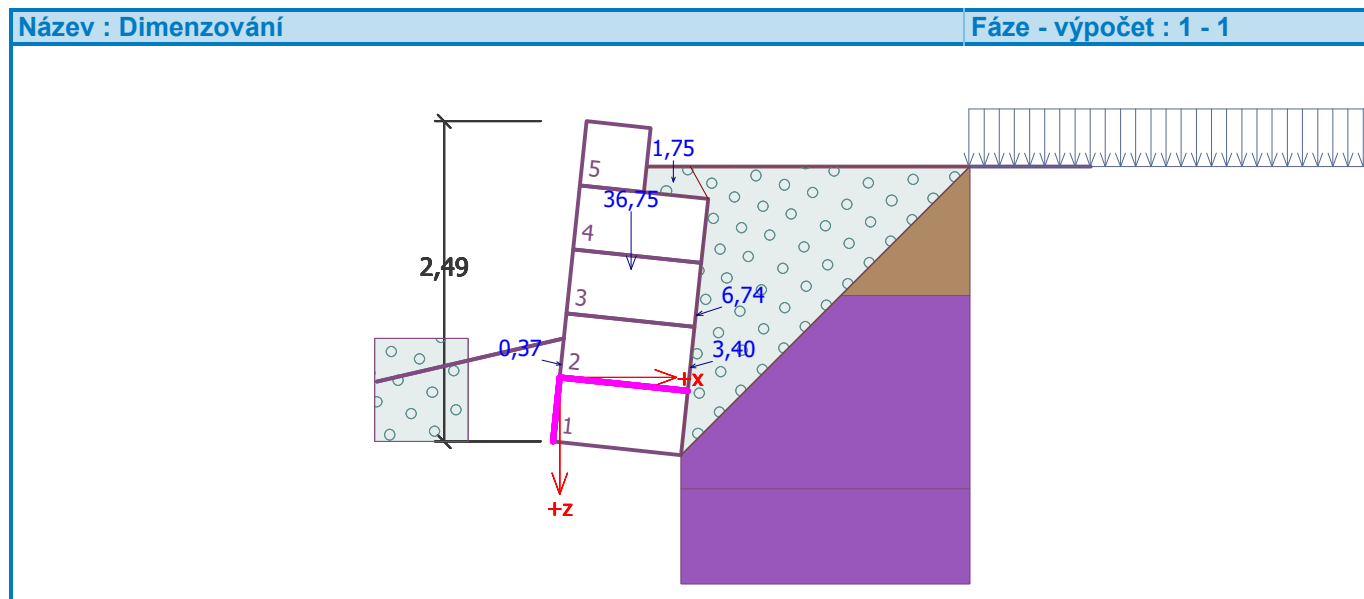 Název : Dimenzování
Fáze - výpočet : 1 - 1
1,75
5
36,75
4
2,49
3
6,74
0,37
2
3,40
+x
1
+z